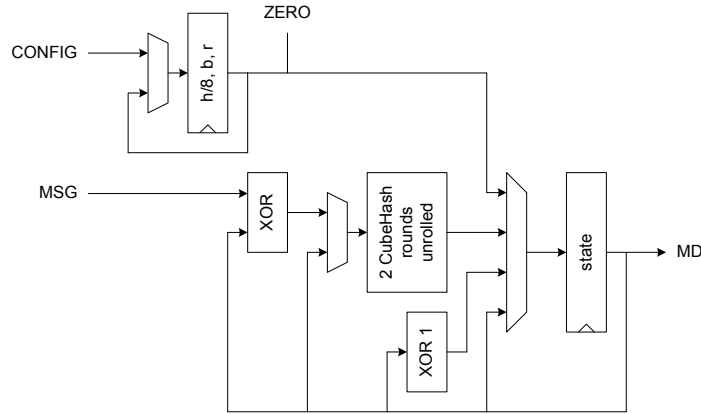 ZERO
CONFIG
h/8, b, r
MSG
XOR
2 CubeHash
rounds
unrolled
XOR 1
state
MD